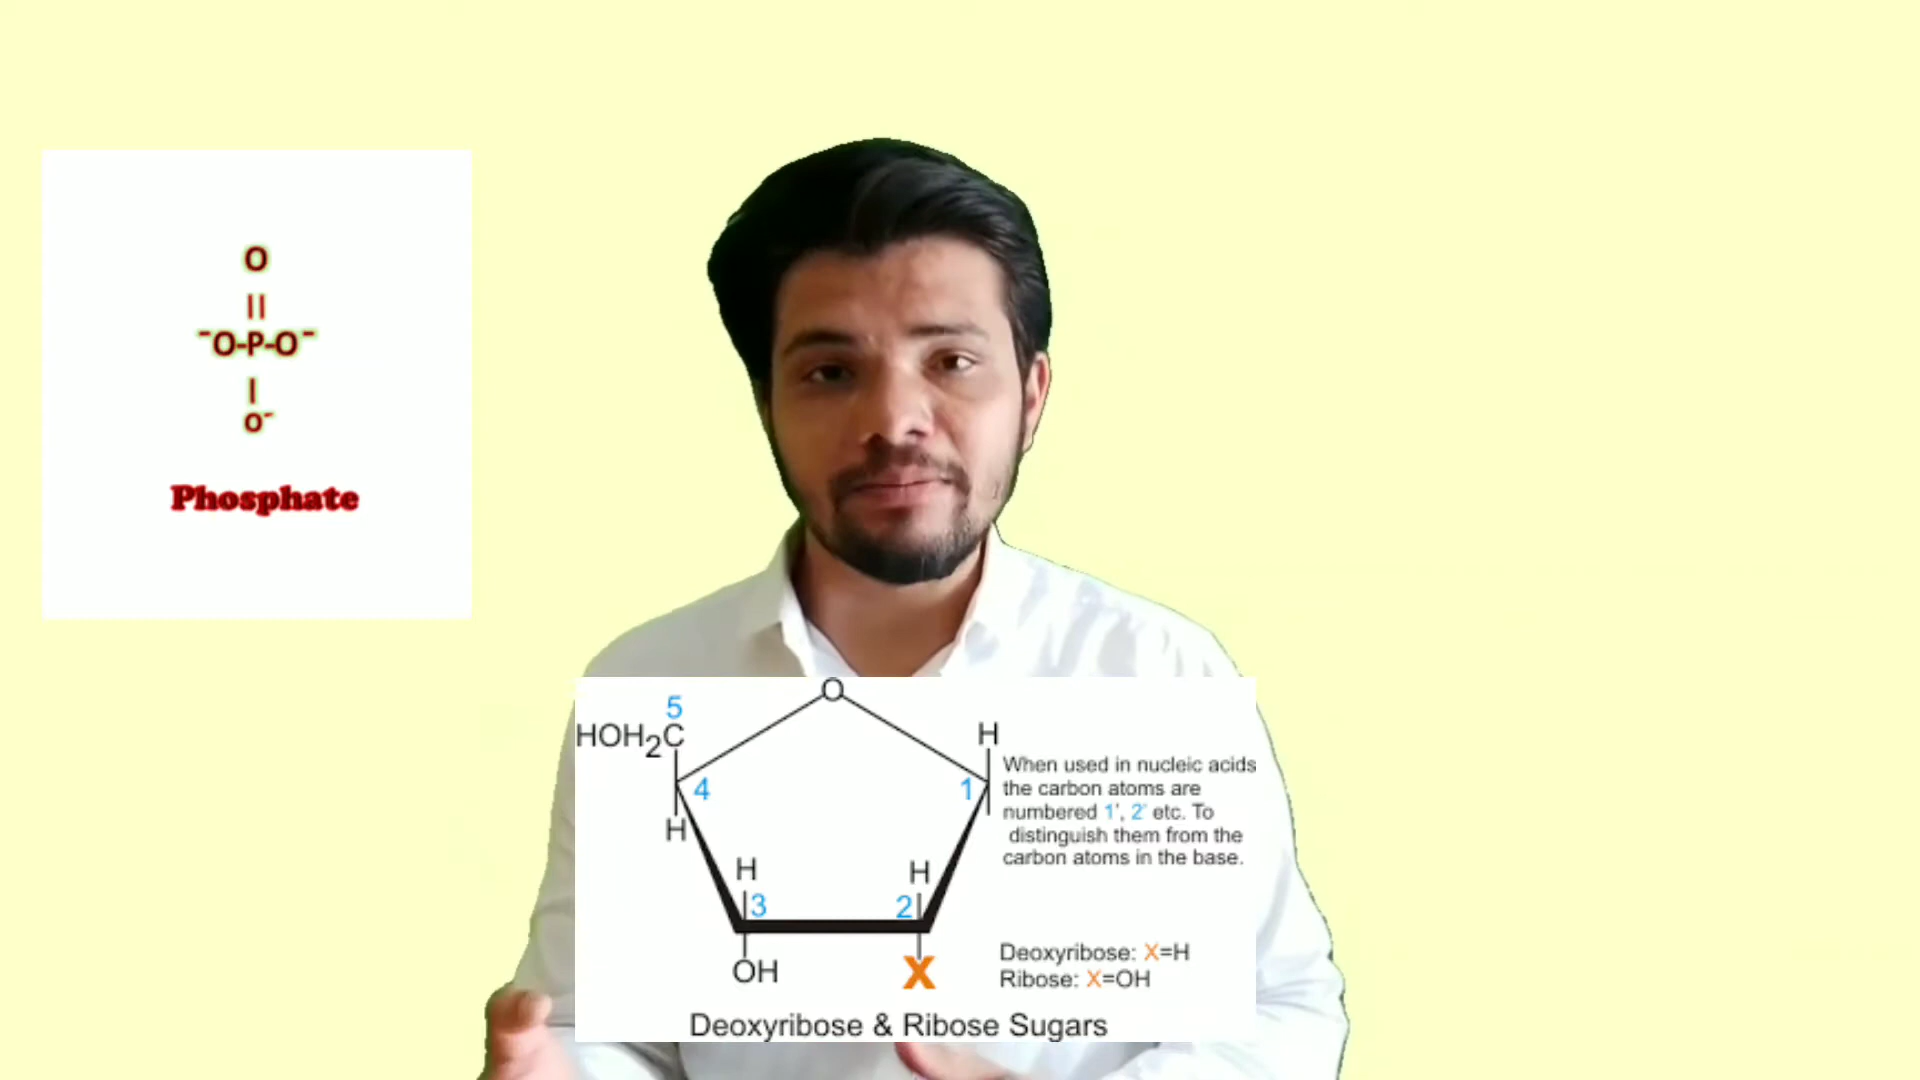 O
||
⁻O-P-O⁻
|
O⁻
Phosphate
O
5
HOH₂C
H
4
1
H
H
H
3
2
OH
X
When used in nucleic acids
the carbon atoms are
numbered 1', 2' etc. To
distinguish them from the
carbon atoms in the base.
Deoxyribose: X=H
Ribose: X=OH
Deoxyribose & Ribose Sugars